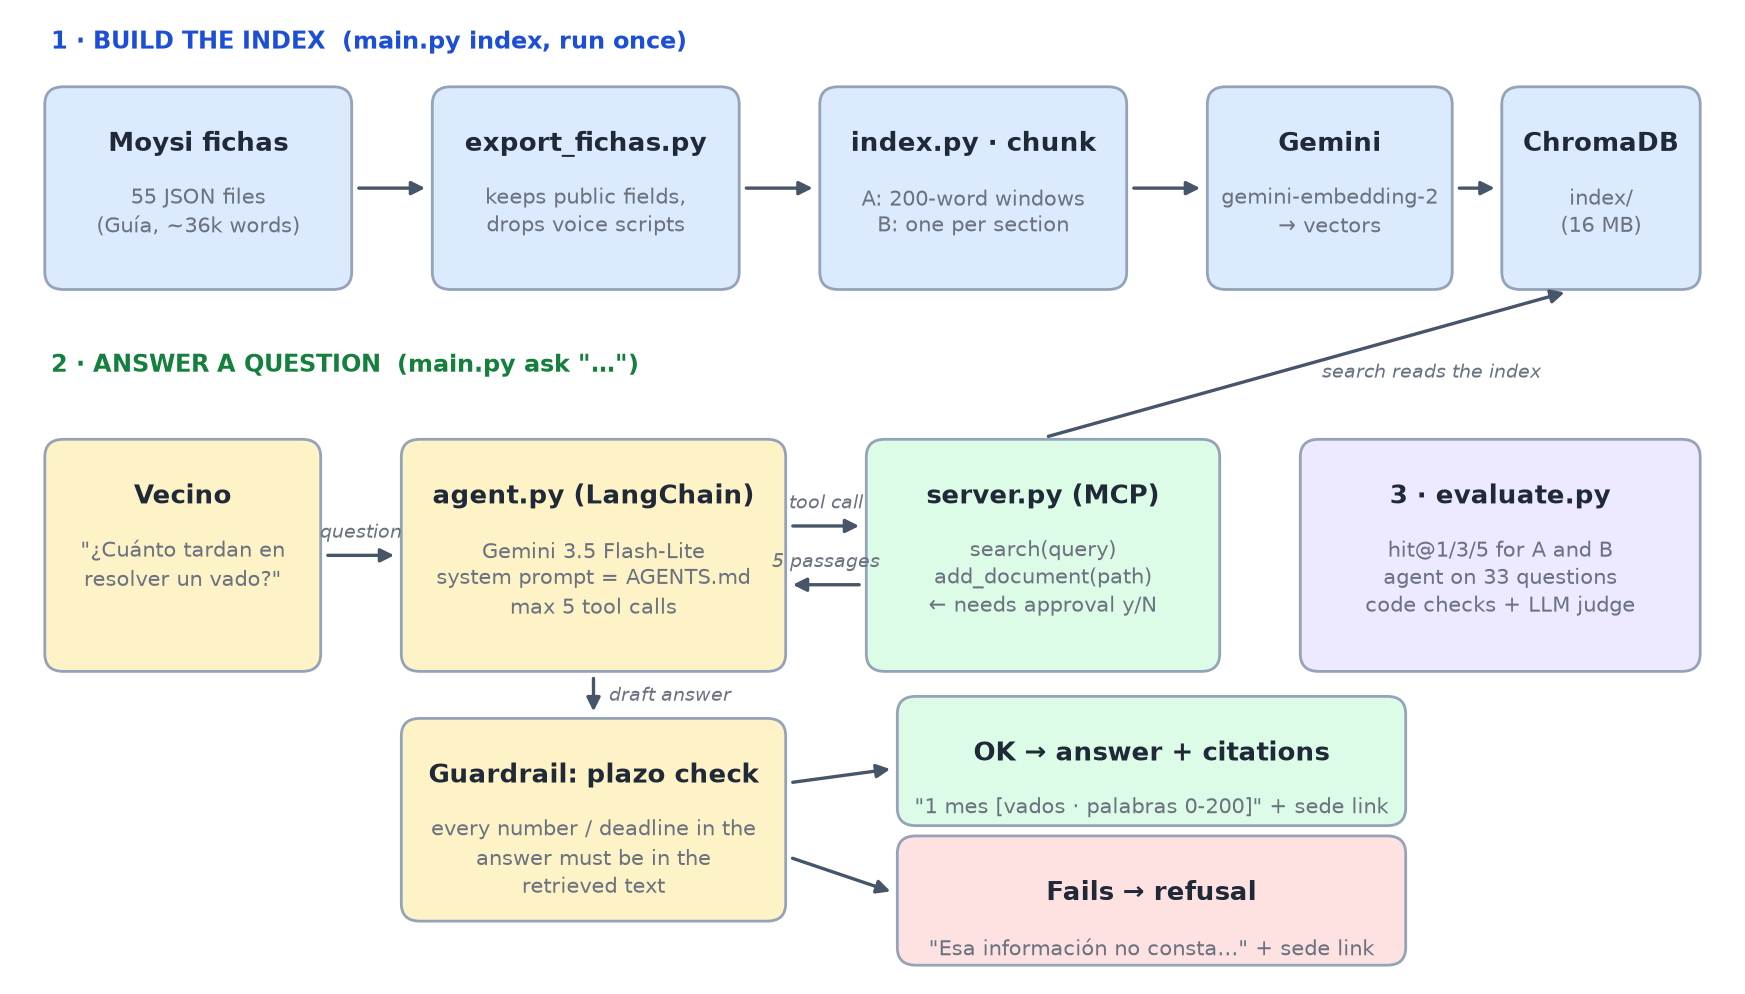 1 · BUILD THE INDEX (main.py index, run once)
Moysi fichas
55 JSON files
(Guía, ~36k words)
export_fichas.py
keeps public fields,
drops voice scripts
index.py · chunk
A: 200-word windows
B: one per section
Gemini
gemini-embedding-2
→ vectors
ChromaDB
index/
(16 MB)
search reads the index
2 · ANSWER A QUESTION (main.py ask "…")
Vecino
"¿Cuánto tardan en
resolver un vado?"
question
agent.py (LangChain)
Gemini 3.5 Flash-Lite
system prompt = AGENTS.md
max 5 tool calls
tool call
5 passages
server.py (MCP)
search(query)
add_document(path)
← needs approval y/N
3 · evaluate.py
hit@1/3/5 for A and B
agent on 33 questions
code checks + LLM judge
draft answer
Guardrail: plazo check
every number / deadline in the
answer must be in the
retrieved text
OK → answer + citations
"1 mes [vados · palabras 0-200]" + sede link
Fails → refusal
"Esa información no consta…" + sede link